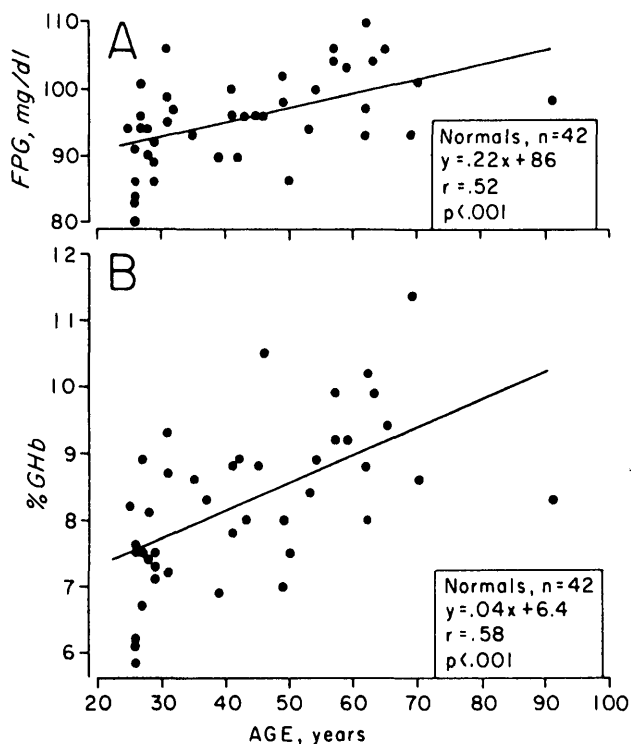 A
FPG, mg/dl
110
100
90
80
Normals, n=42
y=.22x+86
r=.52
p<.001
B
%GHb
12
11
10
9
8
7
6
Normals, n=42
y=.04x+6.4
r=.58
p<.001
20 30 40 50 60 70 80 90 100
AGE, years